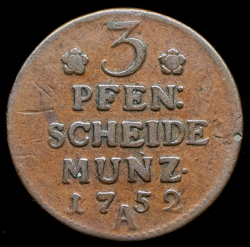 3
PFEN:
SCHEIDE
MUNZ.
1752
A